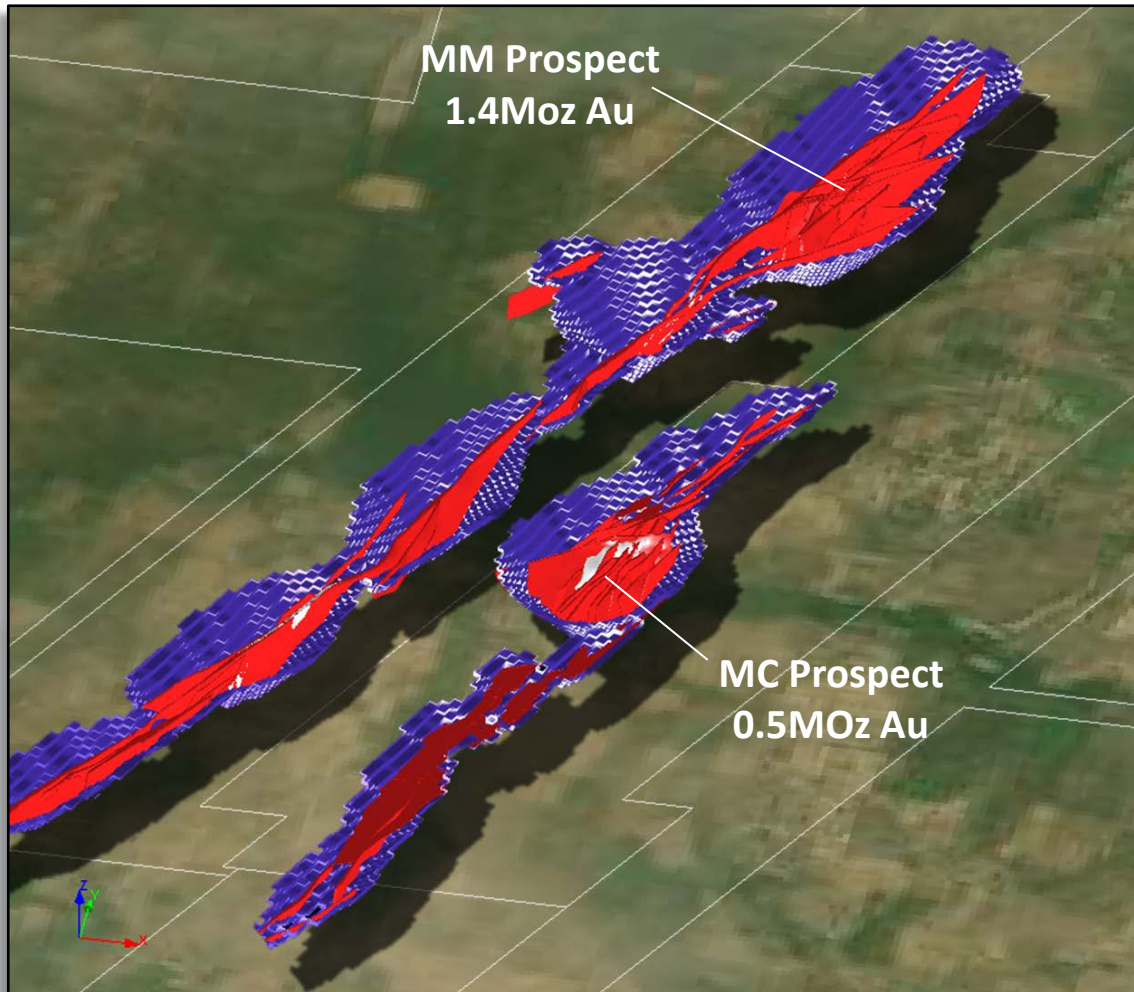 MM Prospect
1.4Moz Au
MC Prospect
0.5MOz Au
Z
Y
X